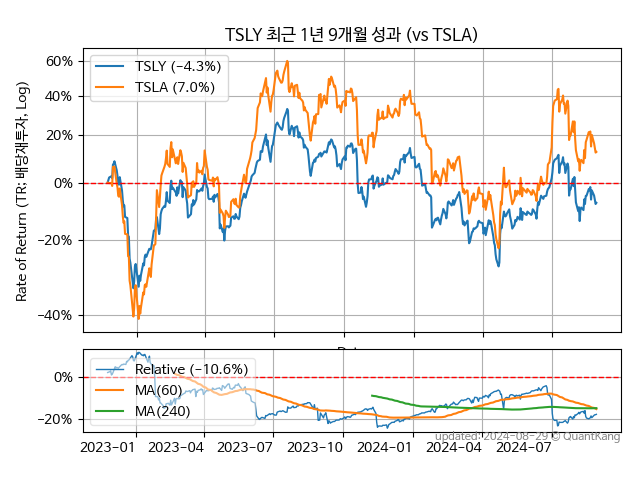 TSLY 최근 1년 9개월 성과 (vs TSLA)
Rate of Return (TR: 배당재투자, Log)
60%
40%
20%
0%
−20%
−40%
TSLY (−4.3%)
TSLA (7.0%)
0%
−20%
Relative (−10.6%)
MA(60)
MA(240)
2023−01 2023−04 2023−07 2023−10 2024−01 2024−04 2024−07
updated: 2024−08−29 © QuantKang